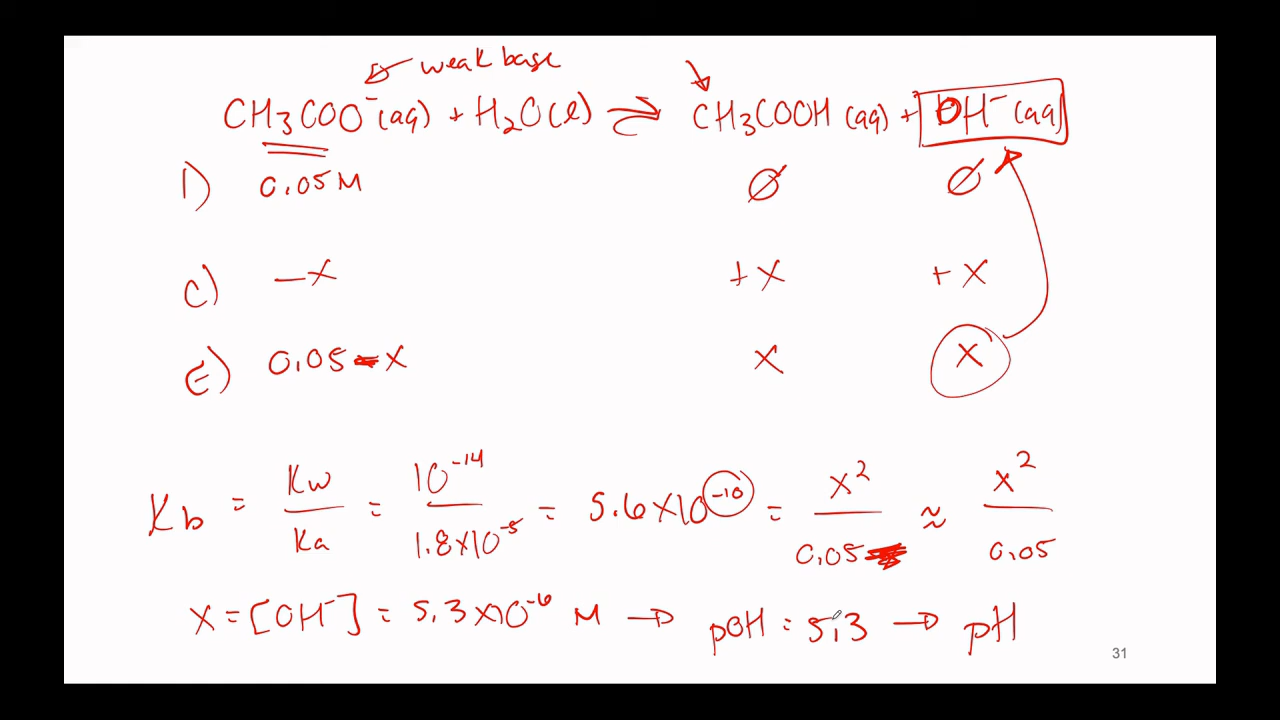 weak base
CH3COO⁻(aq) + H2O(l) ⇌ CH3COOH (aq) + OH⁻ (aq)
I) 0.05 M ∅ ∅
C) −X +X +X
E) 0.05 − X X X
Kb = Kw/Ka = 10⁻¹⁴/1.8×10⁻⁵ = 5.6×10⁻¹⁰ = X²/0.05 ≈ X²/0.05
X = [OH⁻] = 5.3×10⁻⁶ M → pOH = 5.3 → pH
31